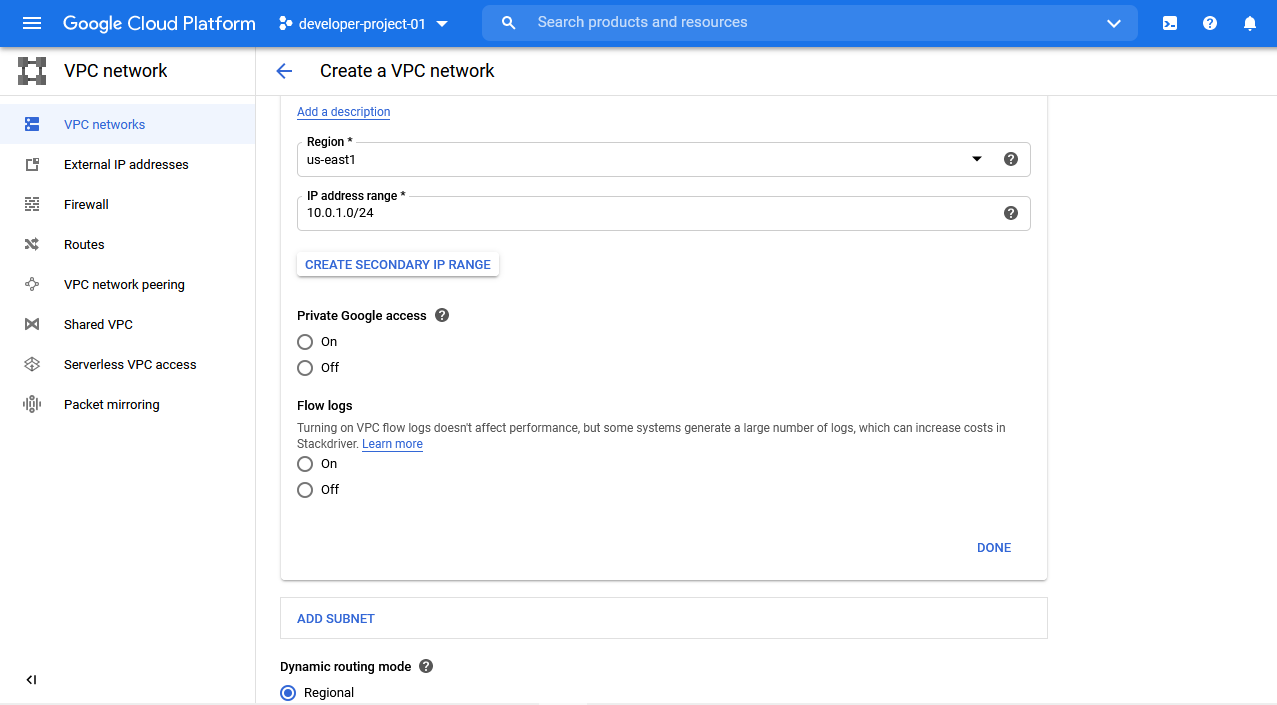 Google Cloud Platform
developer-project-01
Search products and resources
VPC network
Create a VPC network
VPC networks
External IP addresses
Firewall
Routes
VPC network peering
Shared VPC
Serverless VPC access
Packet mirroring
Add a description
Region *
us-east1
IP address range *
10.0.1.0/24
CREATE SECONDARY IP RANGE
Private Google access
On
Off
Flow logs
Turning on VPC flow logs doesn't affect performance, but some systems generate a large number of logs, which can increase costs in
Stackdriver. Learn more
On
Off
DONE
ADD SUBNET
Dynamic routing mode
Regional